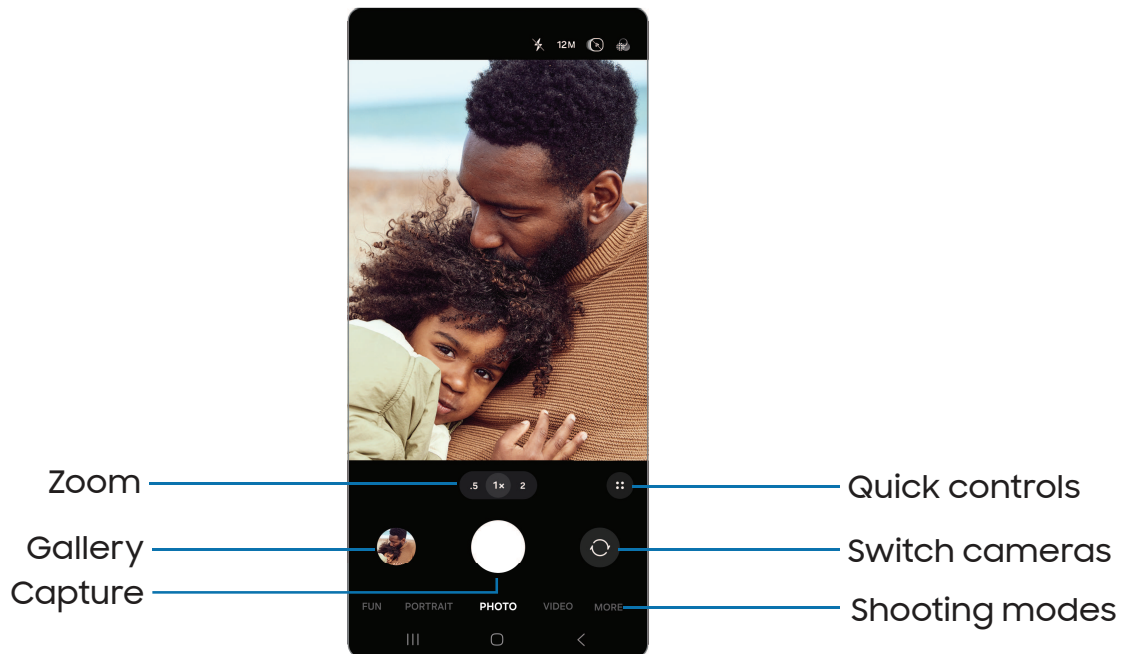 12M
Zoom
.5 1× 2
Quick controls
Gallery
Switch cameras
Capture
FUN PORTRAIT PHOTO VIDEO MORE
Shooting modes